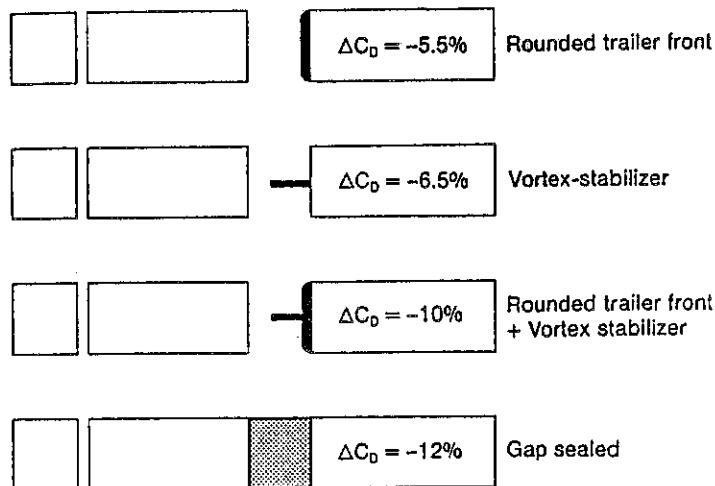 ΔC_D = -5.5% Rounded trailer front
ΔC_D = -6.5% Vortex-stabilizer
ΔC_D = -10% Rounded trailer front
+ Vortex stabilizer
ΔC_D = -12% Gap sealed